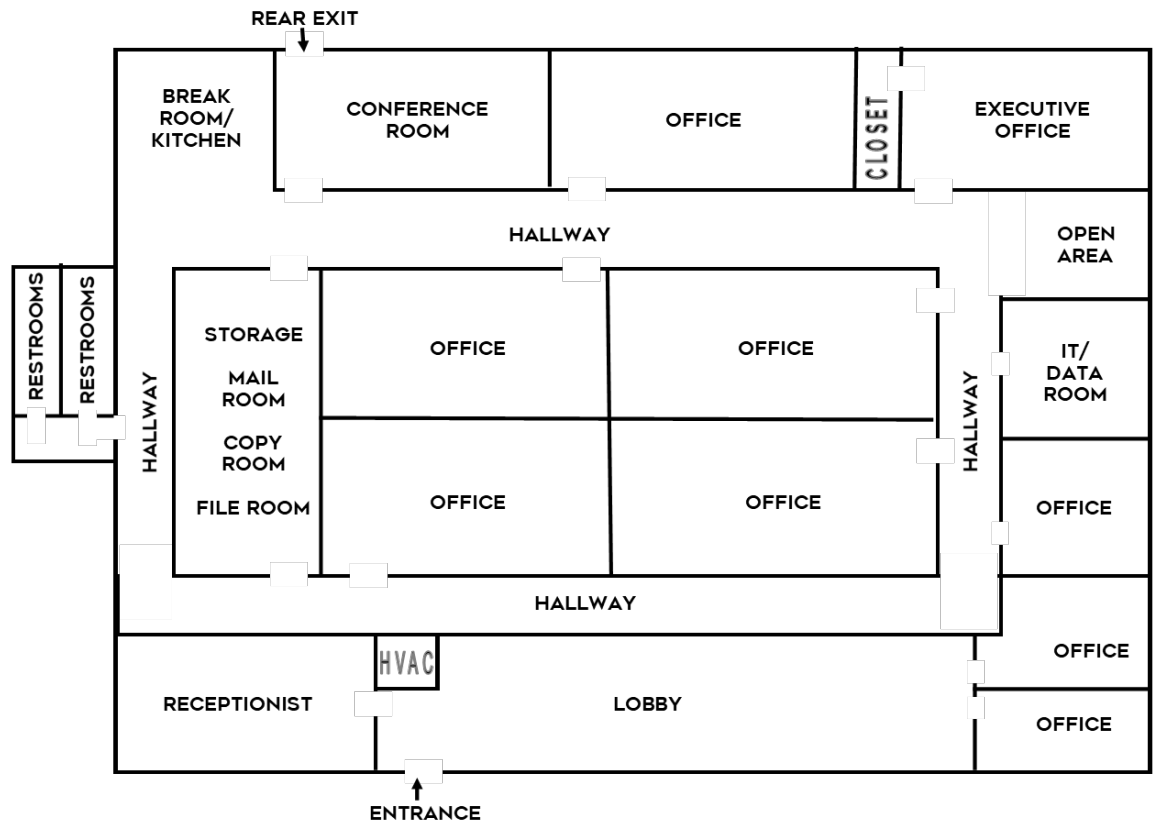 REAR EXIT
BREAK
ROOM/
KITCHEN
CONFERENCE
ROOM
OFFICE
CLOSET
EXECUTIVE
OFFICE
HALLWAY
OPEN
AREA
RESTROOMS
RESTROOMS
HALLWAY
STORAGE
MAIL
ROOM
COPY
ROOM
FILE ROOM
OFFICE
OFFICE
OFFICE
OFFICE
HALLWAY
IT/
DATA
ROOM
OFFICE
HALLWAY
OFFICE
HVAC
RECEPTIONIST
LOBBY
OFFICE
ENTRANCE